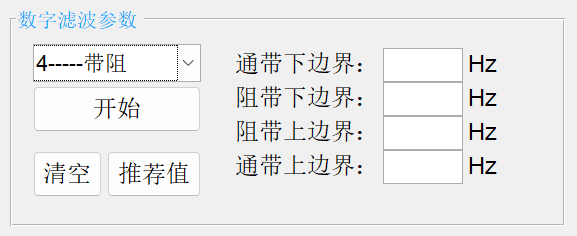 数字滤波参数
4-----带阻
开始
清空 推荐值
通带下边界： Hz
阻带下边界： Hz
阻带上边界： Hz
通带上边界： Hz